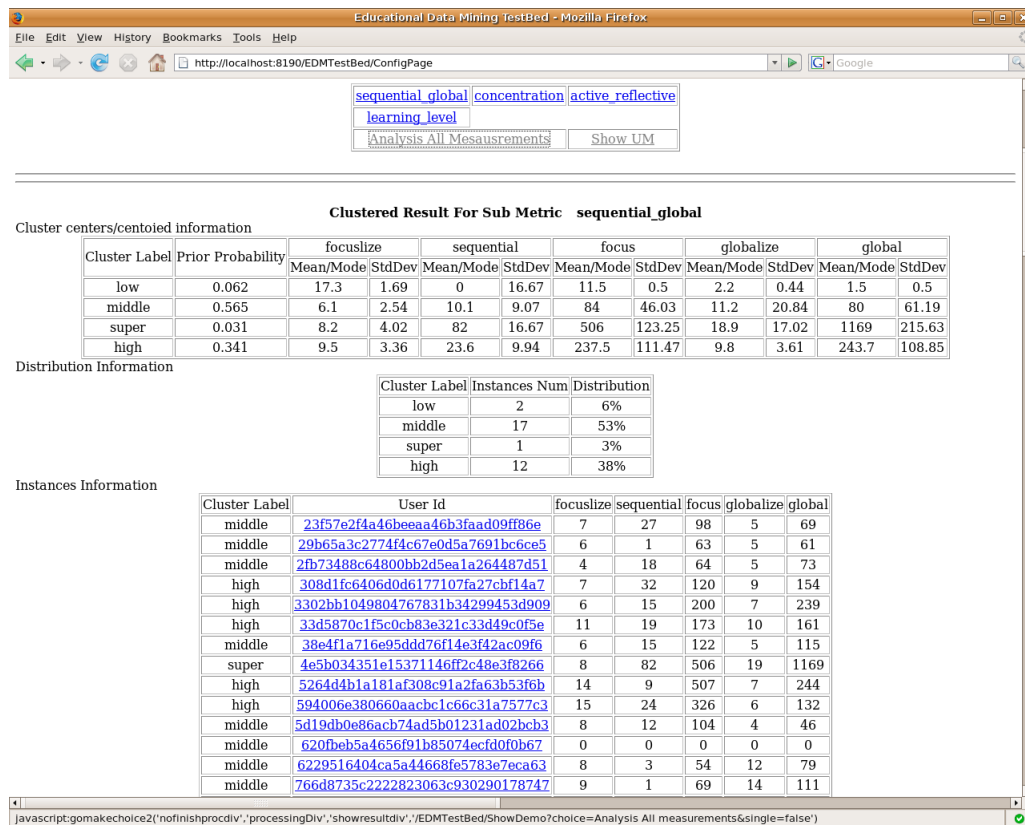 Educational Data Mining TestBed - Mozilla Firefox
File Edit View History Bookmarks Tools Help
http://localhost:8190/EDMTestBed/ConfigPage G Google
sequential_global concentration active_reflective
learning_level
Analysis All Mesausrements Show UM
Clustered Result For Sub Metric sequential_global
Cluster centers/centoied information
Cluster Label Prior Probability focuslize sequential focus globalize global
Mean/Mode StdDev Mean/Mode StdDev Mean/Mode StdDev Mean/Mode StdDev Mean/Mode StdDev
low 0.062 17.3 1.69 0 16.67 11.5 0.5 2.2 0.44 1.5 0.5
middle 0.565 6.1 2.54 10.1 9.07 84 46.03 11.2 20.84 80 61.19
super 0.031 8.2 4.02 82 16.67 506 123.25 18.9 17.02 1169 215.63
high 0.341 9.5 3.36 23.6 9.94 237.5 111.47 9.8 3.61 243.7 108.85
Distribution Information
Cluster Label Instances Num Distribution
low 2 6%
middle 17 53%
super 1 3%
high 12 38%
Instances Information
Cluster Label User Id focuslize sequential focus globalize global
middle 23f57e2f4a46beeaa46b3faad09ff86e 7 27 98 5 69
middle 29b65a3c2774f4c67e0d5a7691bc6ce5 6 1 63 5 61
middle 2fb73488c64800bb2d5ea1a264487d51 4 18 64 5 73
high 308d1fc6406d0d6177107fa27cbf14a7 7 32 120 9 154
high 3302bb1049804767831b34299453d909 6 15 200 7 239
high 33d5870c1f5c0cb83e321c33d49c0f5e 11 19 173 10 161
middle 38e4f1a716e95ddd76f14e3f42ac09f6 6 15 122 5 115
super 4e5b034351e15371146ff2c48e3f8266 8 82 506 19 1169
high 5264d4b1a181af308c91a2fa63b53f6b 14 9 507 7 244
high 594006e380660aacbc1c66c31a7577c3 15 24 326 6 132
middle 5d19db0e86acb74ad5b01231ad02bcb3 8 12 104 4 46
middle 620fbeb5a4656f91b85074ecfd0f0b67 0 0 0 0 0
middle 6229516404ca5a44668fe5783e7eca63 8 3 54 12 79
middle 766d8735c2222823063c930290178747 9 1 69 14 111
javascript:gomakechoice2('nofinishprocdiv','processingDiv','showresultdiv','/EDMTestBed/ShowDemo?choice=Analysis All measurements&single=false')